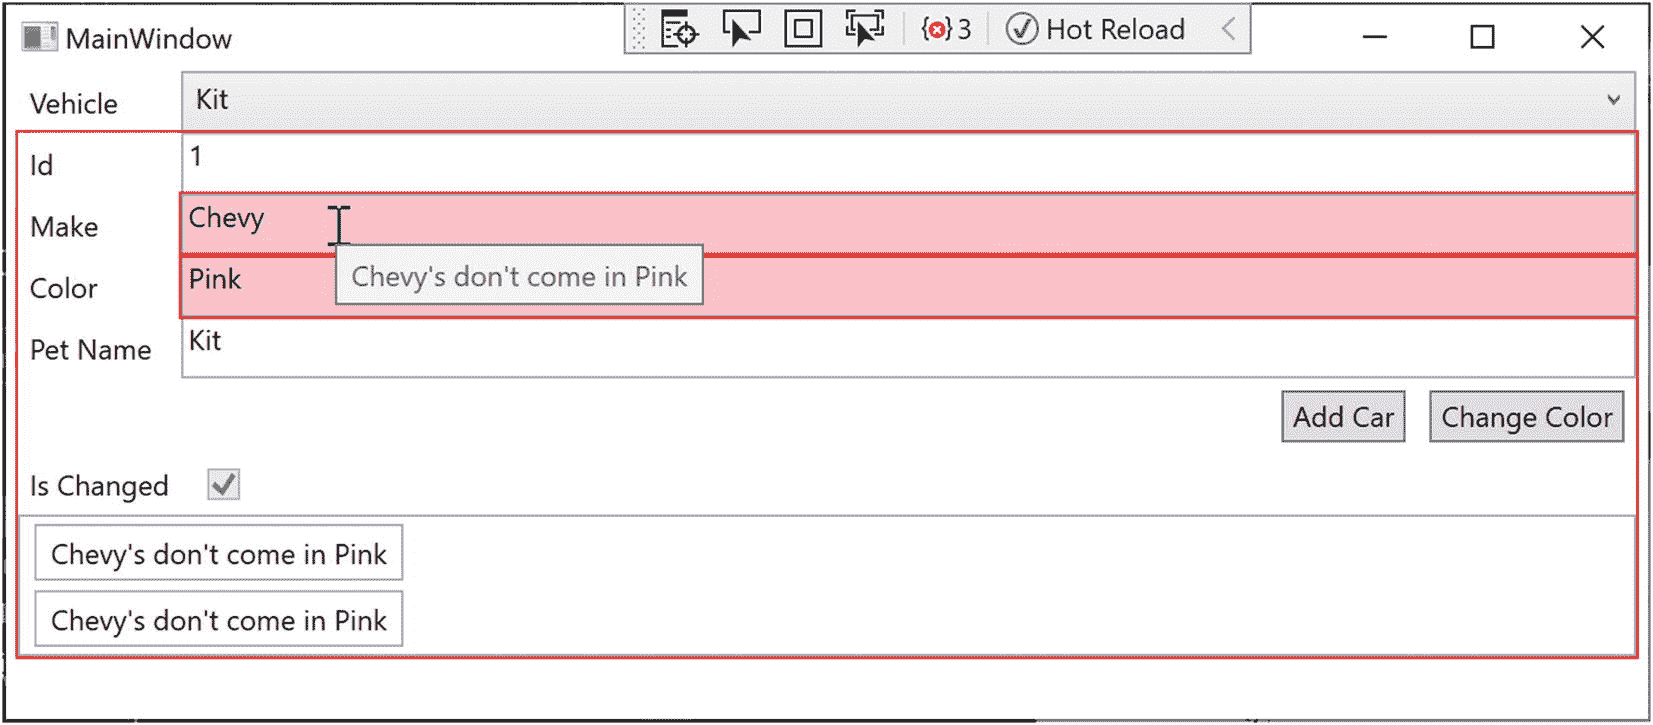 MainWindow
3 Hot Reload
Vehicle Kit
Id 1
Make Chevy
Chevy's don't come in Pink
Color Pink
Pet Name Kit
Add Car Change Color
Is Changed
Chevy's don't come in Pink
Chevy's don't come in Pink